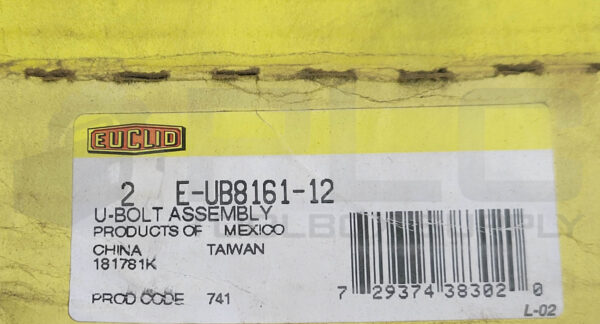 EUCLID
2 E-UB8161-12
U-BOLT ASSEMBLY
PRODUCTS OF MEXICO
CHINA TAIWAN
181781K
PROD CODE 741
7 29374 38302 0
L-02